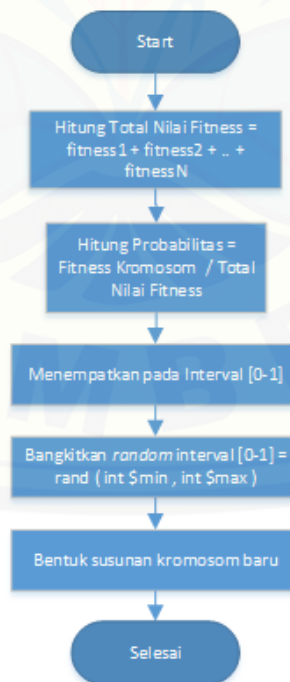 Start
Hitung Total Nilai Fitness =
fitness1 + fitness2 + .. +
fitnessN
Hitung Probabilitas =
Fitness Kromosom / Total
Nilai Fitness
Menempatkan pada Interval [0-1]
Bangkitkan random interval [0-1] =
rand ( int $min , int $max )
Bentuk susunan kromosom baru
Selesai